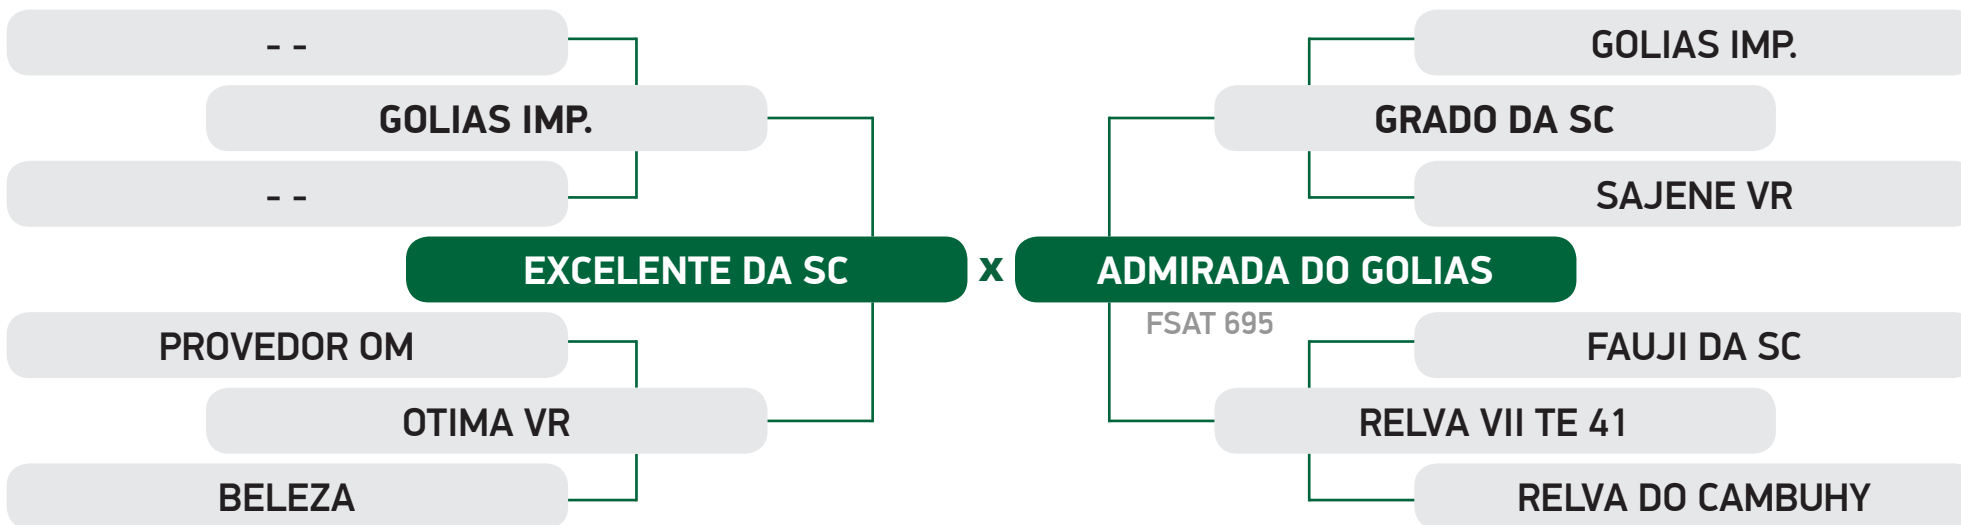 - -
GOLIAS IMP.
GOLIAS IMP.
GRADO DA SC
- -
SAJENE VR
EXCELENTE DA SC x ADMIRADA DO GOLIAS
FSAT 695
PROVEDOR OM
FAUJI DA SC
OTIMA VR
RELVA VII TE 41
BELEZA
RELVA DO CAMBUHY